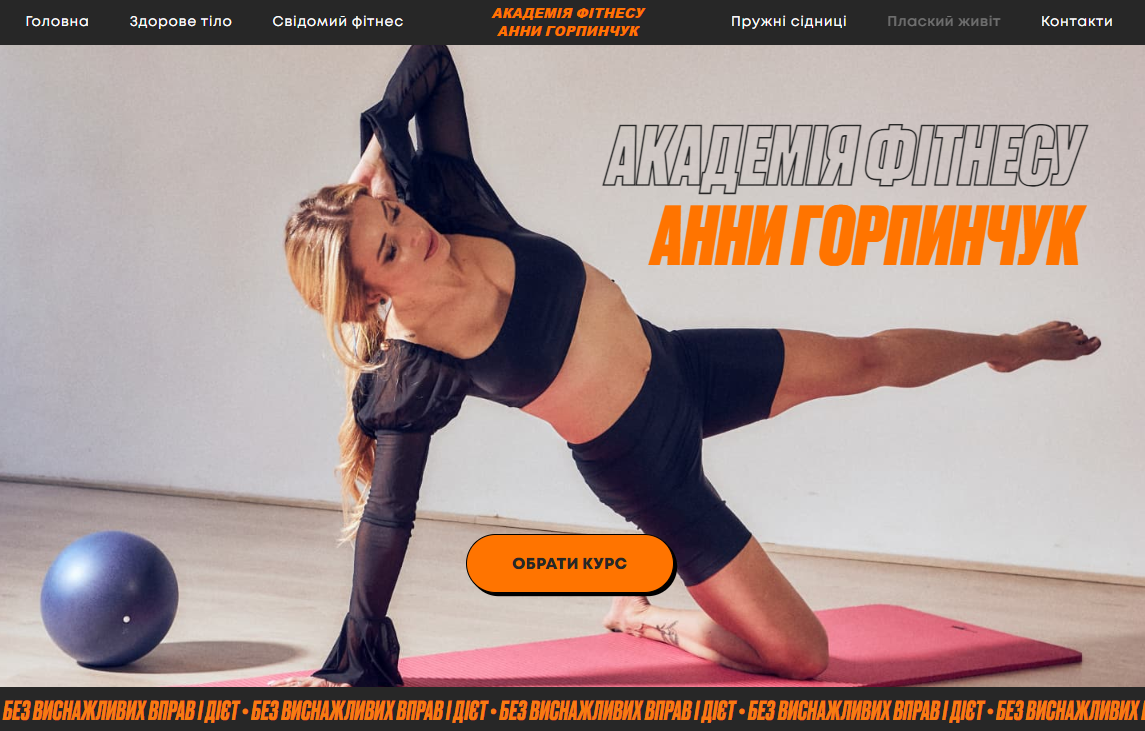 Головна Здорове тіло Свідомий фітнес АКАДЕМІЯ ФІТНЕСУ Пружні сідниці Плаский живіт Контакти
АННИ ГОРПИНЧУК
АКАДЕМІЯ ФІТНЕСУ
АННИ ГОРПИНЧУК
ОБРАТИ КУРС
БЕЗ ВИСНАЖЛИВИХ ВПРАВ І ДІЄТ • БЕЗ ВИСНАЖЛИВИХ ВПРАВ І ДІЄТ • БЕЗ ВИСНАЖЛИВИХ ВПРАВ І ДІЄТ • БЕЗ ВИСНАЖЛИВИХ ВПРАВ І ДІЄТ • БЕЗ ВИСНАЖЛИВИХ